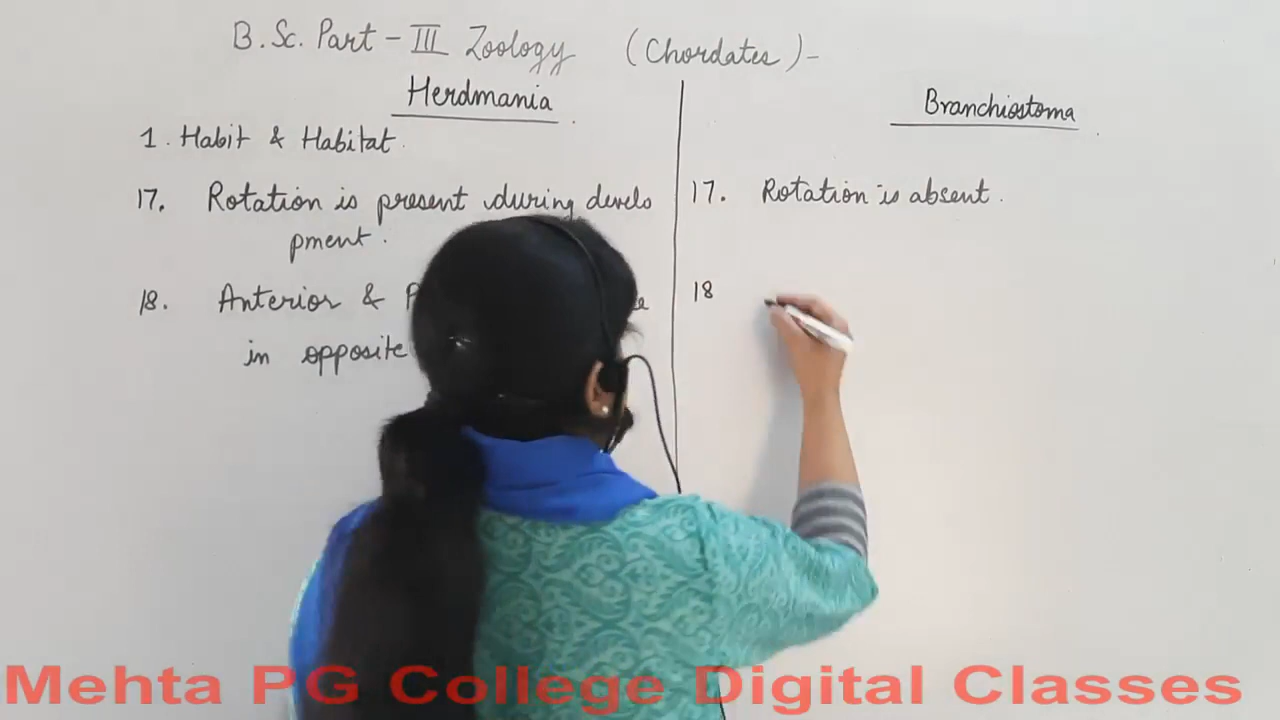 B.Sc. Part - III Zoology (Chordates) -
Herdmania
Branchiostoma
1. Habit & Habitat.
17. Rotation is present during develo
pment.
17. Rotation is absent.
18. Anterior &
in opposite
18
Mehta PG College Digital Classes